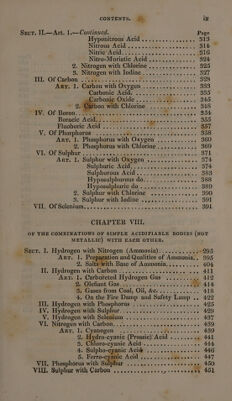 CONTENTS. ix
SECT. II.—Art. 1.—Continued. Page
Hyponitrous Acid .......... 313
Nitrous Acid .......... 314
Nitric Acid .......... 316
Nitro-Muriatic Acid .......... 324
2. Nitrogen with Chlorine .......... 325
3. Nitrogen with Iodine .......... 327
III. Of Carbon .......... 329
ART. 1. Carbon with Oxygen .......... 333
Carbonic Acid .......... 335
Carbonic Oxide .......... 345
2. Carbon with Chlorine .......... 348
IV. Of Boron .......... 354
Boracic Acid .......... 355
Fluoboric Acid .......... 357
V. Of Phosphorus .......... 358
ART. 1. Phosphorus with Oxygen .......... 360
2. Phosphorus with Chlorine .......... 369
VI. Of Sulphur .......... 371
ART. 1. Sulphur with Oxygen .......... 374
Sulphuric Acid .......... 374
Sulphurous Acid .......... 383
Hyposulphurous do. .......... 388
Hyposulphuric do .......... 389
2. Sulphur with Chlorine .......... 390
3. Sulphur with Iodine .......... 391
VII. Of Selenium .......... 391
CHAPTER VIII.
OF THE COMBINATIONS OF SIMPLE ACIDIFIABLE BODIES (NOT
METALLIC) WITH EACH OTHER.
SECT. I. Hydrogen with Nitrogen (Ammonia) .......... 395
ART. 1. Preparation and Qualities of Ammonia, 395
2. Salts with Base of Ammonia .......... 404
II. Hydrogen with Carbon .......... 411
ART. 1. Carbureted Hydrogen Gas .......... 412
2. Olefiant Gas .......... 414
3. Gases from Coal, Oil, &c. .......... 418
4. On the Fire Damp and Safety Lamp .. 422
III. Hydrogen with Phosphorus .......... 425
IV. Hydrogen with Sulphur .......... 429
V. Hydrogen with Selenium .......... 437
VI. Nitrogen with Carbon .......... 439
ART. 1. Cyanogen .......... 439
2. Hydro-cyanic (Prussic) Acid .......... 441
3. Chloro-cyanic Acid .......... 444
4. Sulpho-cyanic Acid .......... 446
5. Ferro-cyanic Acid .......... 447
VII. Phosphorus with Sulphur .......... 450
VIII. Sulphur with Carbon .......... 451